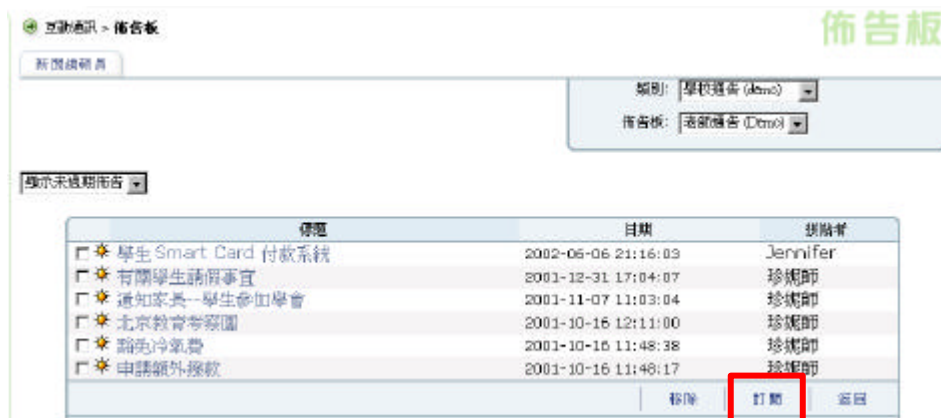 互動通訊 > 佈告板
佈告板
新聞編輯員
類別: 學校通告 (demo)
佈告板: 老師通告 (Demo)
顯示未過期佈告
標題 日期 張貼者
學生 Smart Card 付款系統 2002-06-06 21:16:03 Jennifer
有關學生請假事宜 2001-12-31 17:04:07 珍妮師
通知家長--學生參加學會 2001-11-07 11:03:04 珍妮師
北京教育考察團 2001-10-16 12:11:00 珍妮師
豁免冷氣費 2001-10-16 11:48:38 珍妮師
申請額外撥款 2001-10-16 11:48:17 珍妮師
移除 訂閱 返回